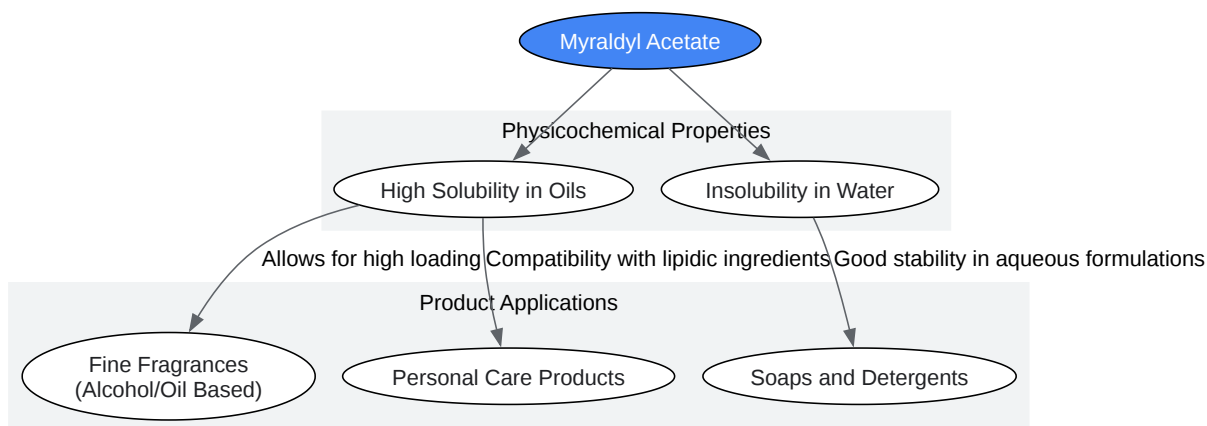 Myraldyl Acetate
Physicochemical Properties
High Solubility in Oils
Insolubility in Water
Allows for high loading
Compatibility with lipidic ingredients
Good stability in aqueous formulations
Product Applications
Fine Fragrances
(Alcohol/Oil Based)
Personal Care Products
Soaps and Detergents